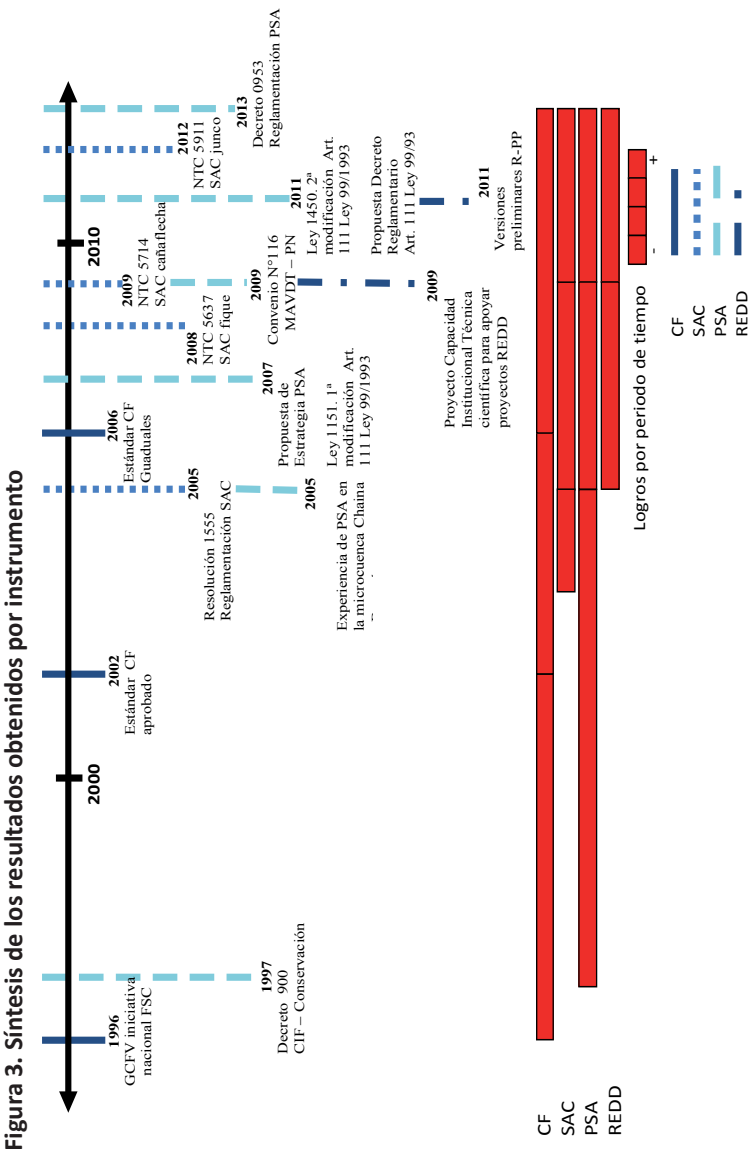 Figura 3. Síntesis de los resultados obtenidos por instrumento
2000
2010
1996
GCFV iniciativa
nacional FSC
1997
Decreto 900
CIF – Conservación
2002
Estándar CF
aprobado
2005
Resolución 1555
Reglamentación SAC
2005
Experiencia de PSA en
la microcuenca Chaina
2006
Estándar CF
Guaduales
2007
Propuesta de
Estrategia PSA
Ley 1151. 1ª
modificación Art.
111 Ley 99/1993
2008
NTC 5637
SAC fique
2009
NTC 5714
SAC cañaflecha
2009
Convenio N°116
MAVDT – PN
2009
Proyecto Capacidad
Institucional Técnica
científica para apoyar
proyectos REDD
2011
Ley 1450. 2ª
modificación Art.
111 Ley 99/1993
Propuesta Decreto
Reglamentario
Art. 111 Ley 99/93
2011
Versiones
preliminares R-PP
2012
NTC 5911
SAC junco
2013
Decreto 0953
Reglamentación PSA
CF
SAC
PSA
REDD
Logros por periodo de tiempo
- +
CF
SAC
PSA
REDD